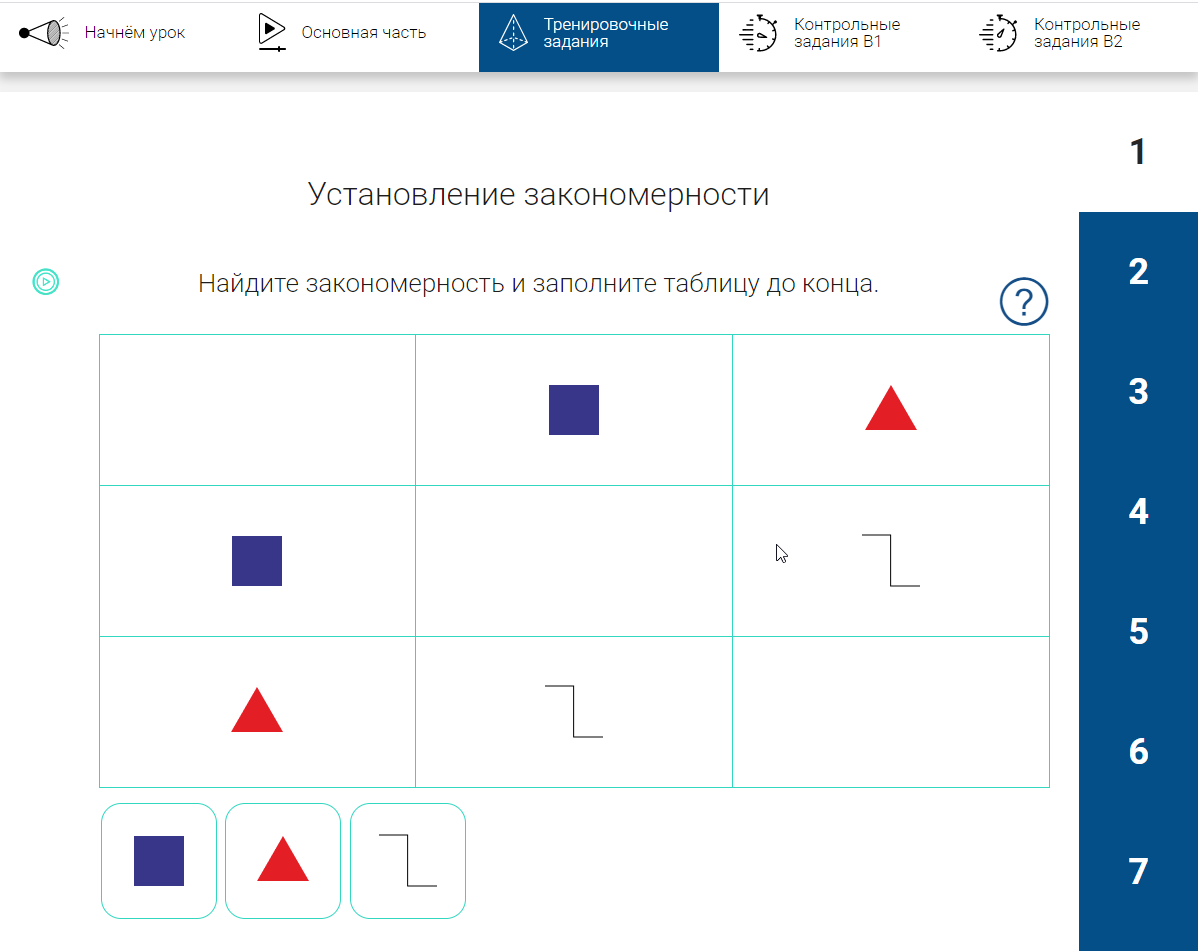 Начнём урок
Основная часть
Тренировочные
задания
Контрольные
задания В1
Контрольные
задания В2
1
Установление закономерности
2
Найдите закономерность и заполните таблицу до конца.
?
3
4
5
6
7